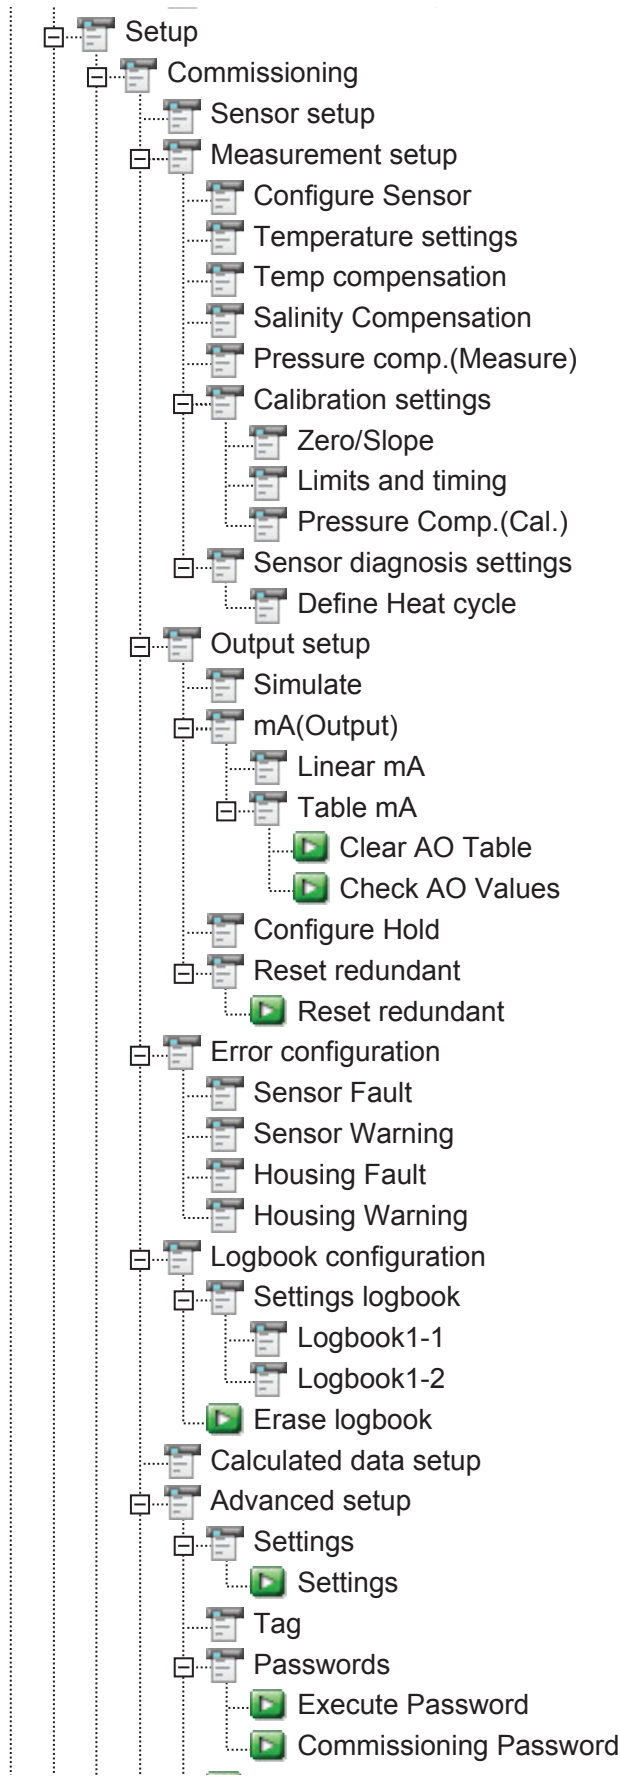 Setup
Commissioning
Sensor setup
Measurement setup
Configure Sensor
Temperature settings
Temp compensation
Salinity Compensation
Pressure comp.(Measure)
Calibration settings
Zero/Slope
Limits and timing
Pressure Comp.(Cal.)
Sensor diagnosis settings
Define Heat cycle
Output setup
Simulate
mA(Output)
Linear mA
Table mA
Clear AO Table
Check AO Values
Configure Hold
Reset redundant
Reset redundant
Error configuration
Sensor Fault
Sensor Warning
Housing Fault
Housing Warning
Logbook configuration
Settings logbook
Logbook1-1
Logbook1-2
Erase logbook
Calculated data setup
Advanced setup
Settings
Settings
Tag
Passwords
Execute Password
Commissioning Password